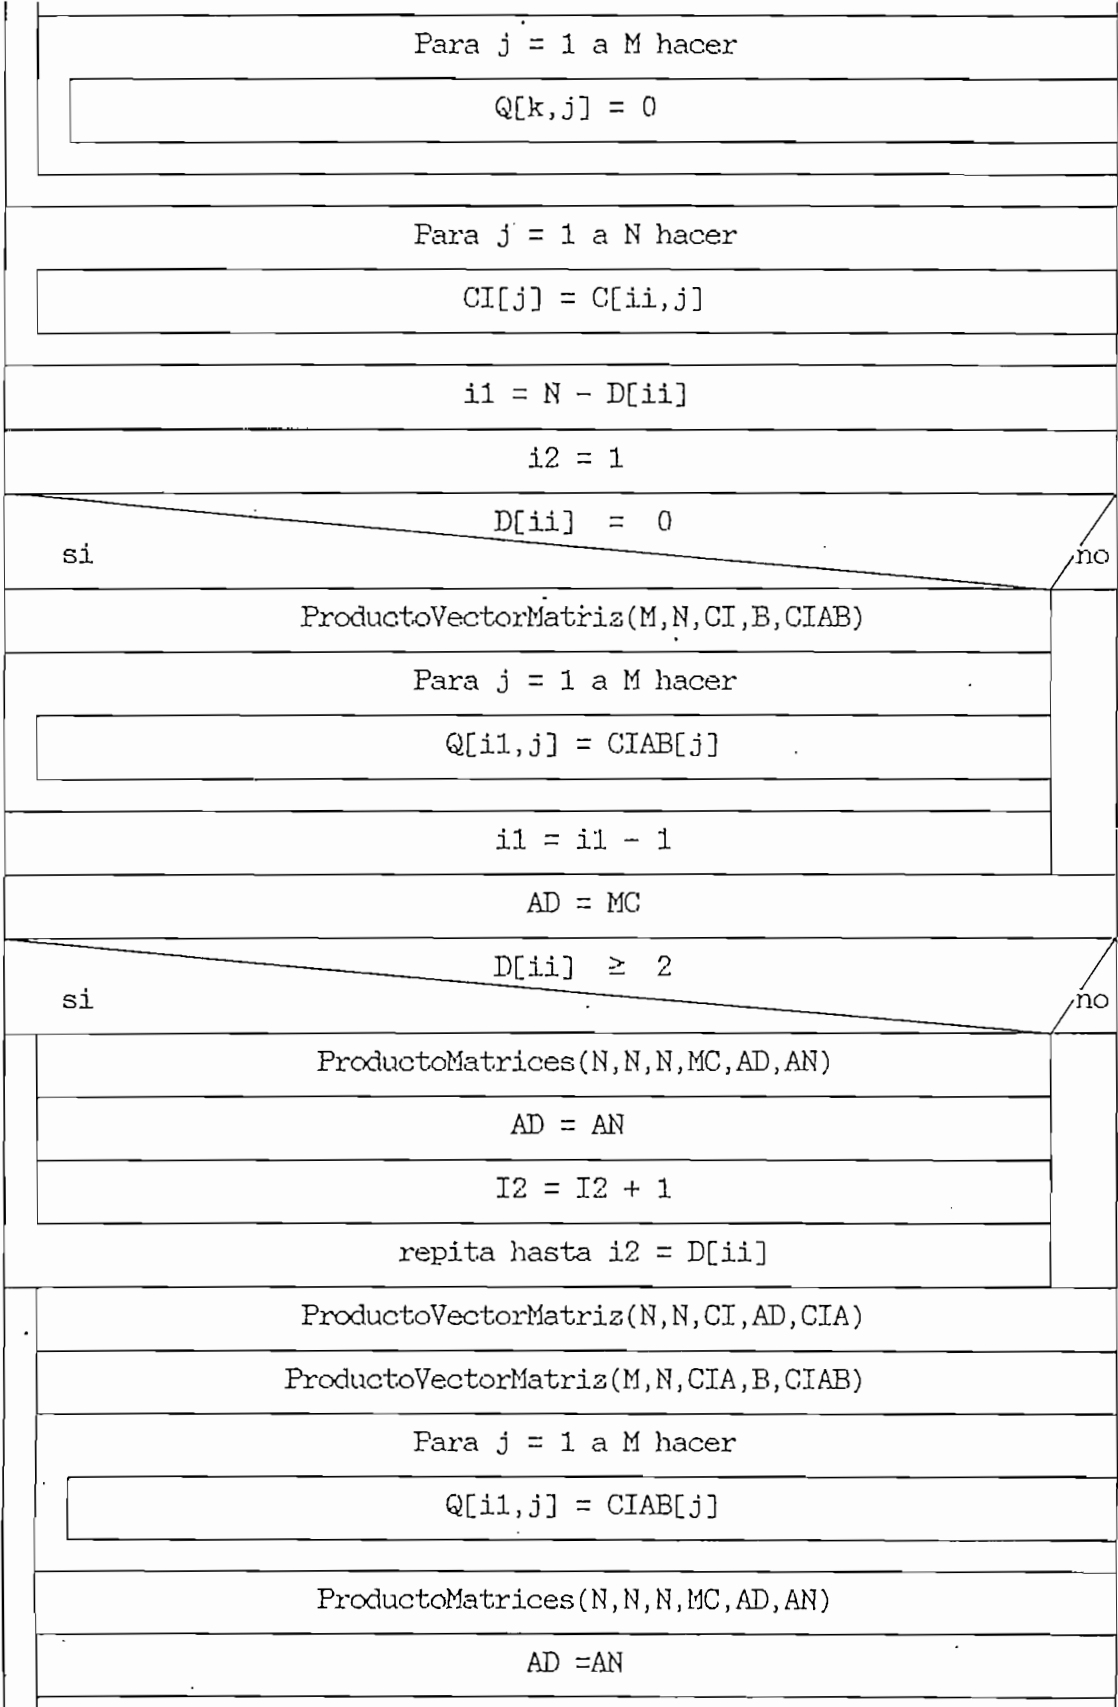 Para j = 1 a M hacer
Q[k,j] = 0
Para j = 1 a N hacer
CI[j] = C[ii,j]
i1 = N - D[ii]
i2 = 1
D[ii] = 0
si
no
ProductoVectorMatriz(M,N,CI,B,CIAB)
Para j = 1 a M hacer
Q[i1,j] = CIAB[j]
i1 = i1 - 1
AD = MC
D[ii] ≥ 2
si
no
ProductoMatrices(N,N,N,MC,AD,AN)
AD = AN
I2 = I2 + 1
repita hasta i2 = D[ii]
ProductoVectorMatriz(N,N,CI,AD,CIA)
ProductoVectorMatriz(M,N,CIA,B,CIAB)
Para j = 1 a M hacer
Q[i1,j] = CIAB[j]
ProductoMatrices(N,N,N,MC,AD,AN)
AD =AN